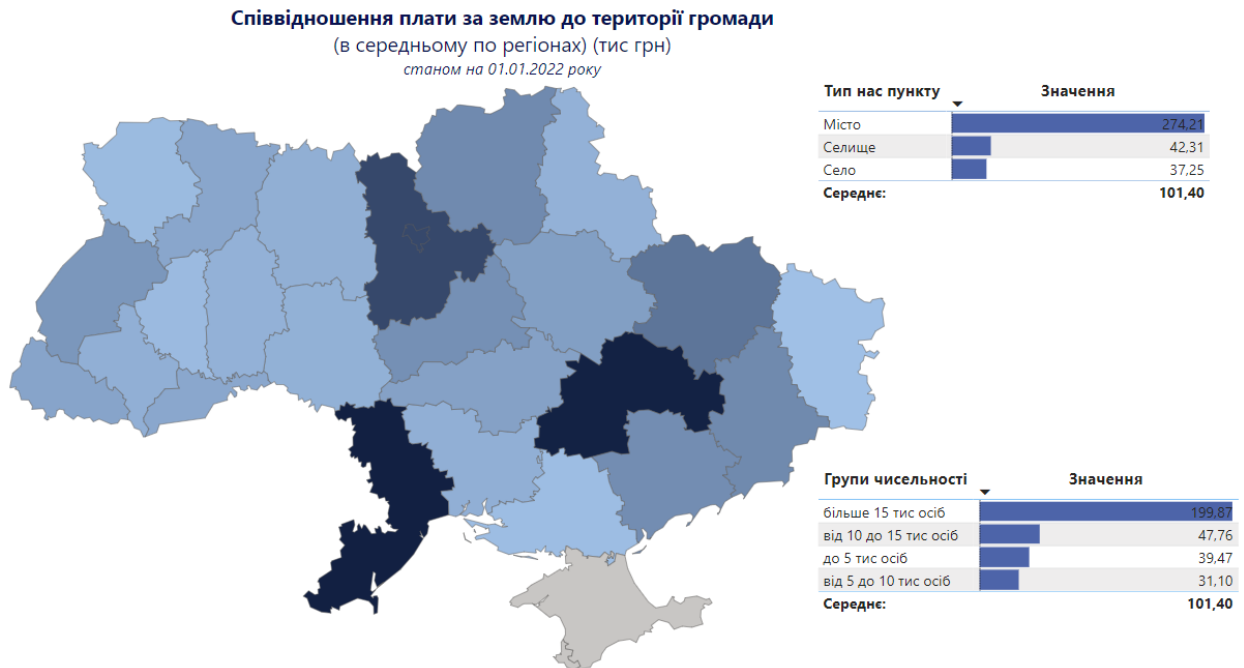 Співвідношення плати за землю до території громади
(в середньому по регіонах) (тис грн)
станом на 01.01.2022 року
Тип нас пункту Значення
Місто 274,21
Селище 42,31
Село 37,25
Середнє: 101,40
Групи чисельності Значення
більше 15 тис осіб 199,87
від 10 до 15 тис осіб 47,76
до 5 тис осіб 39,47
від 5 до 10 тис осіб 31,10
Середнє: 101,40